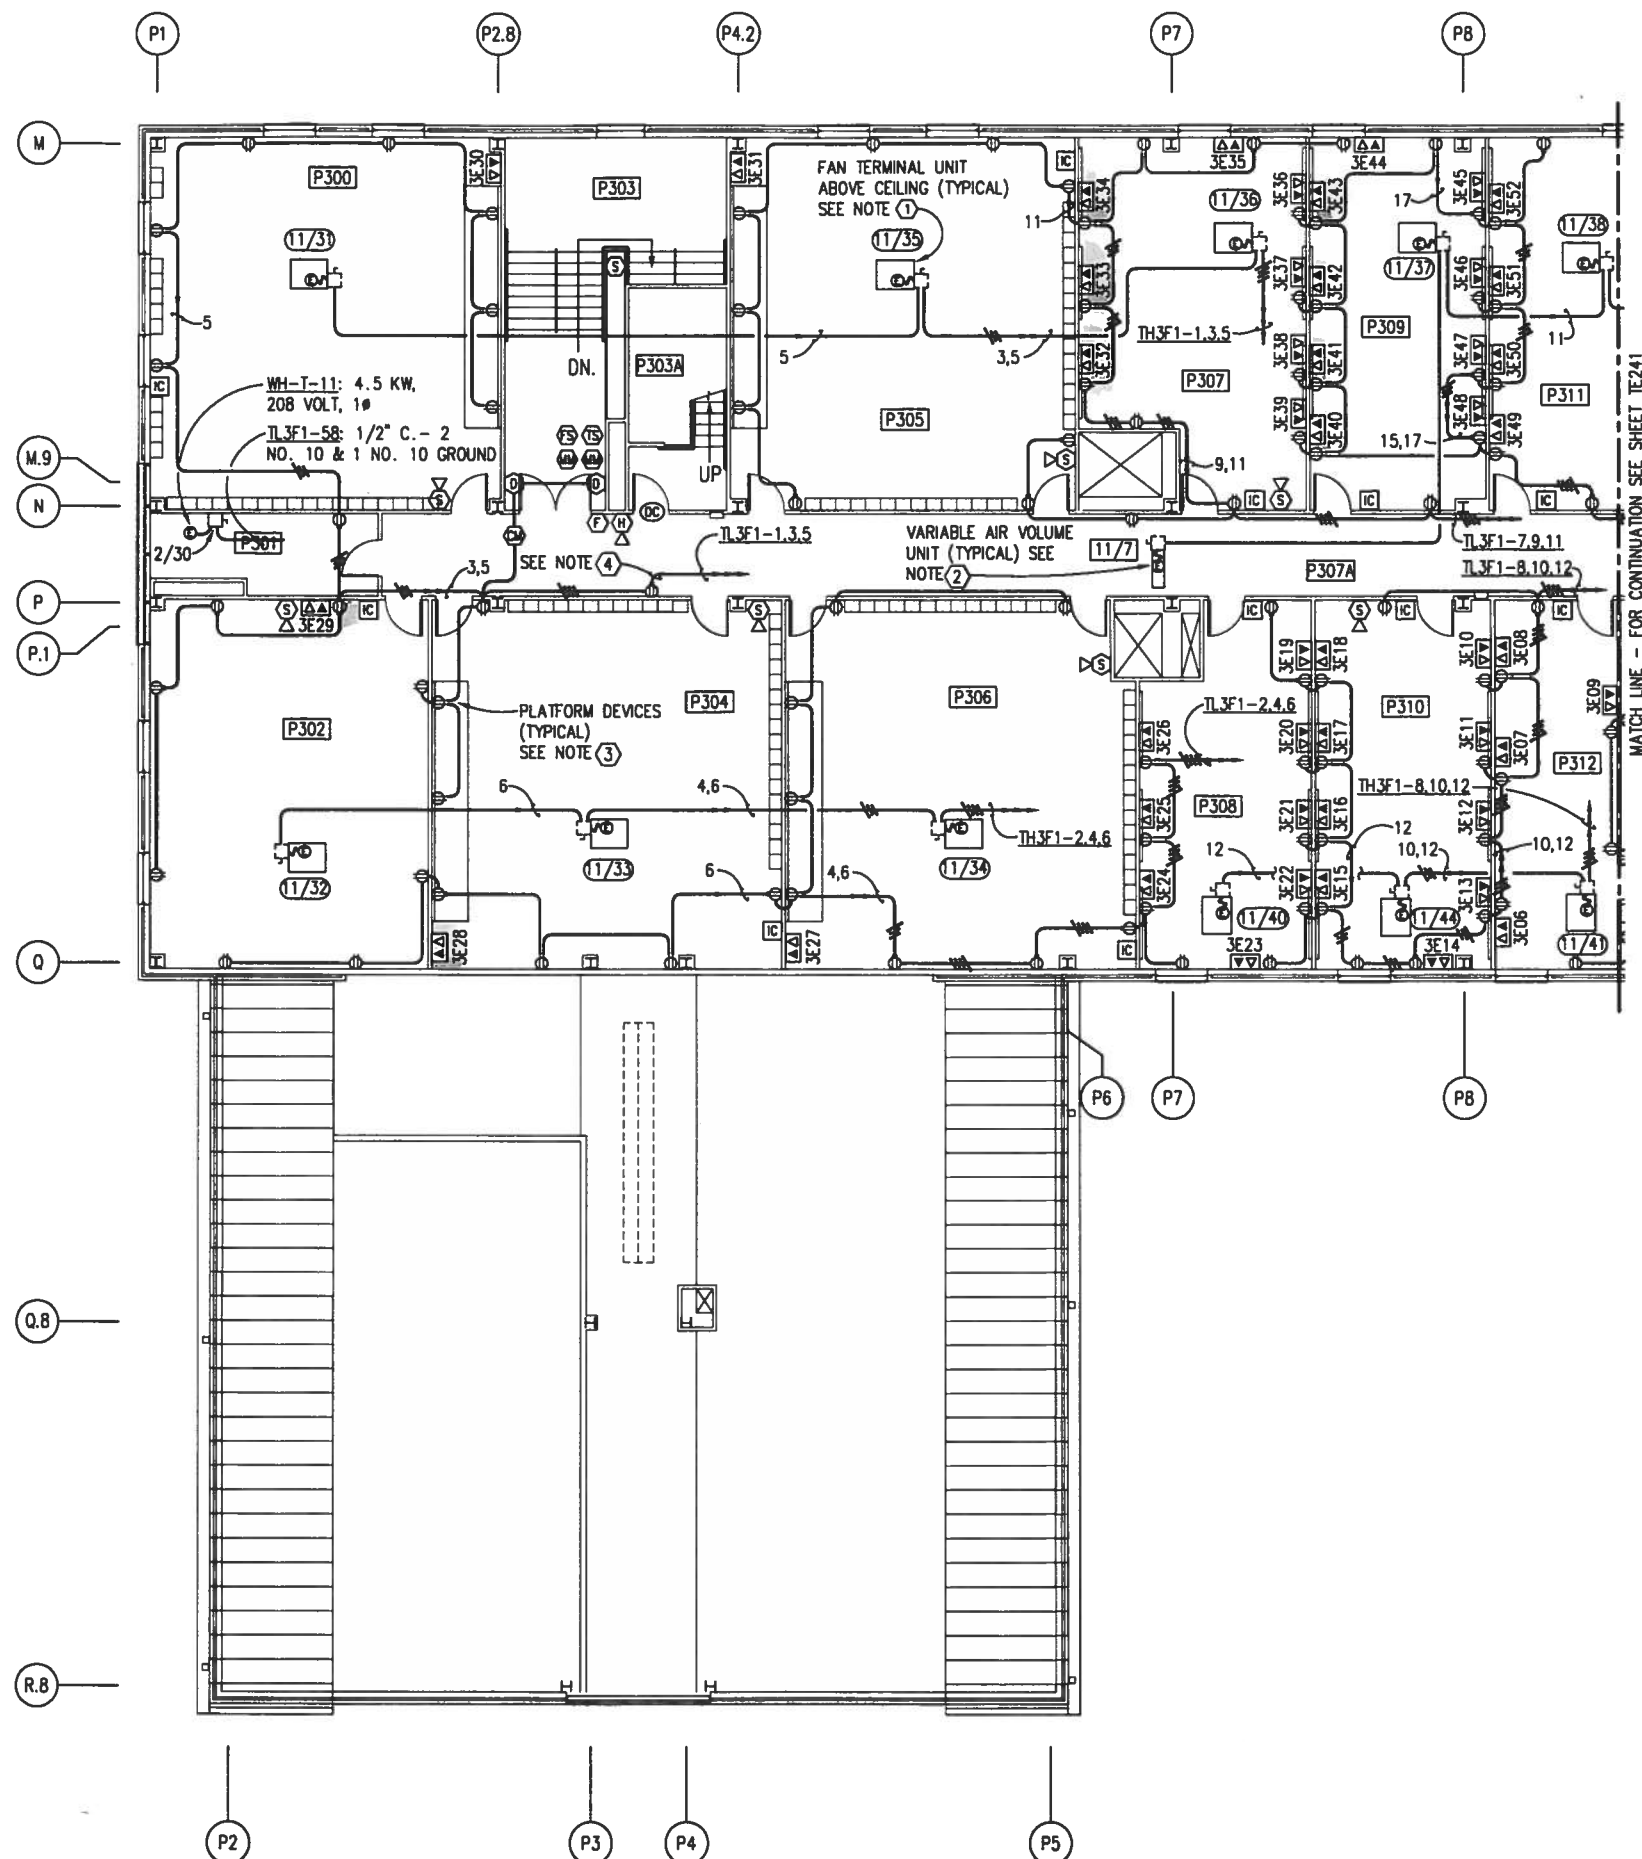 P1
P2.8
P4.2
P7
P8
M
M.9
N
P
P.1
Q
Q.8
R.8
P300
3E30
P303
3E31
FAN TERMINAL UNIT
ABOVE CEILING (TYPICAL)
SEE NOTE 1
IC
3E34
3E35
3E36
3E43
3E44
17
3E45
3E52
11
11/31
S
11/35
11/36
11/37
11/38
3E33
3E37
3E42
3E46
3E51
5
5
3,5
TH3F1-1,3,5
P309
11
DN.
P303A
3E32
P307
3E38
3E41
3E47
3E50
P311
IC
WH-T-11: 4.5 KW,
208 VOLT, 1ø
TL3F1-58: 1/2" C.- 2
NO. 10 & 1 NO. 10 GROUND
P305
3E39
3E40
15,17
3E48
3E49
FS
TS
UP
S
9,11
S
D
D
IC
S
IC
IC
F
H
DC
E
2/30
P301
3,5
SEE NOTE 4
TL3F1-1,3,5
VARIABLE AIR VOLUME
UNIT (TYPICAL) SEE
NOTE 2
11/7
P307A
TL3F1-7,9,11
TL3F1-8,10,12
S
3E29
IC
S
S
IC
S
IC
IC
P302
PLATFORM DEVICES
(TYPICAL)
SEE NOTE 3
P304
P306
3E19
3E18
P310
3E10
3E08
3E09
TL3F1-2,4,6
3E26
3E20
3E17
3E11
3E07
P312
6
4,6
TH3F1-2,4,6
3E25
P308
3E21
3E16
TH3F1-8,10,12
3E12
11/32
11/33
11/34
6
4,6
12
12
10,12
10,12
3E24
3E22
3E15
3E13
3E06
11/40
11/44
11/41
3E28
IC
3E27
IC
3E23
3E14
MATCH LINE - FOR CONTINUATION SEE SHEET TE241
P6
P7
P8
P2
P3
P4
P5